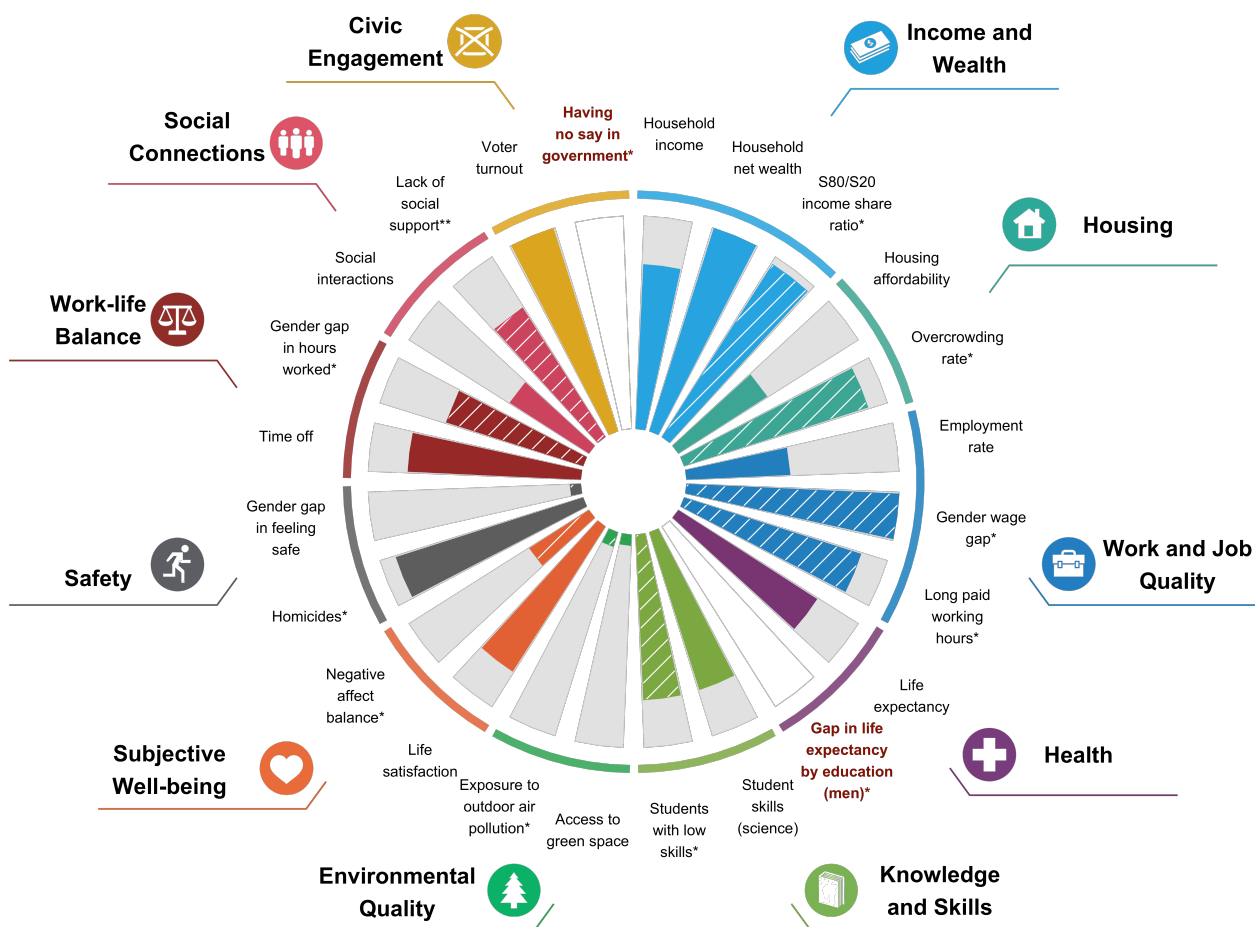 Civic
Engagement
Income and
Wealth
Social
Connections
Having
no say in
government*
Household
income
Voter
turnout
Household
net wealth
Lack of
social
support**
S80/S20
income share
ratio*
Housing
Social
interactions
Housing
affordability
Work-life
Balance
Gender gap
in hours
worked*
Overcrowding
rate*
Time off
Employment
rate
Gender gap
in feeling
safe
Gender wage
gap*
Safety
Work and Job
Quality
Homicides*
Long paid
working
hours*
Negative
affect
balance*
Life
expectancy
Subjective
Well-being
Life
satisfaction
Gap in life
expectancy
by education
(men)*
Health
Exposure to
outdoor air
pollution*
Access to
green space
Students
with low
skills*
Student
skills
(science)
Environmental
Quality
Knowledge
and Skills